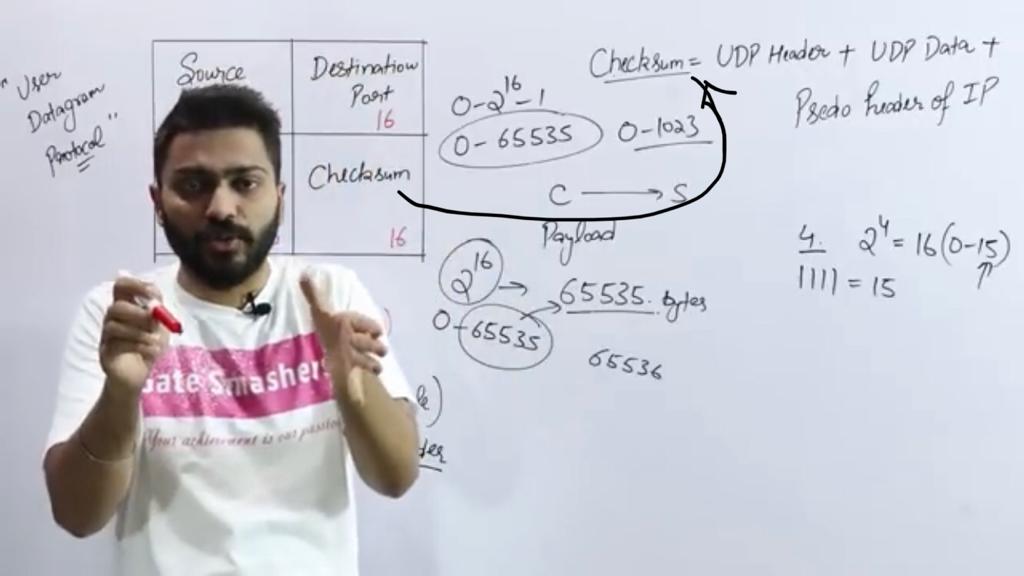 "User
Datagram
Protocol"
Source
Destination
Port
16
Checksum
16
0-2^16-1
0-65535
0-1023
C → S
Payload
2^16 →
65535. bytes
0-65535
65536
Checksum = UDP Header + UDP Data +
Psedo header of IP
4. 2^4 = 16(0-15)
1111 = 15
Gate Smashers
"Your achievement is our passion